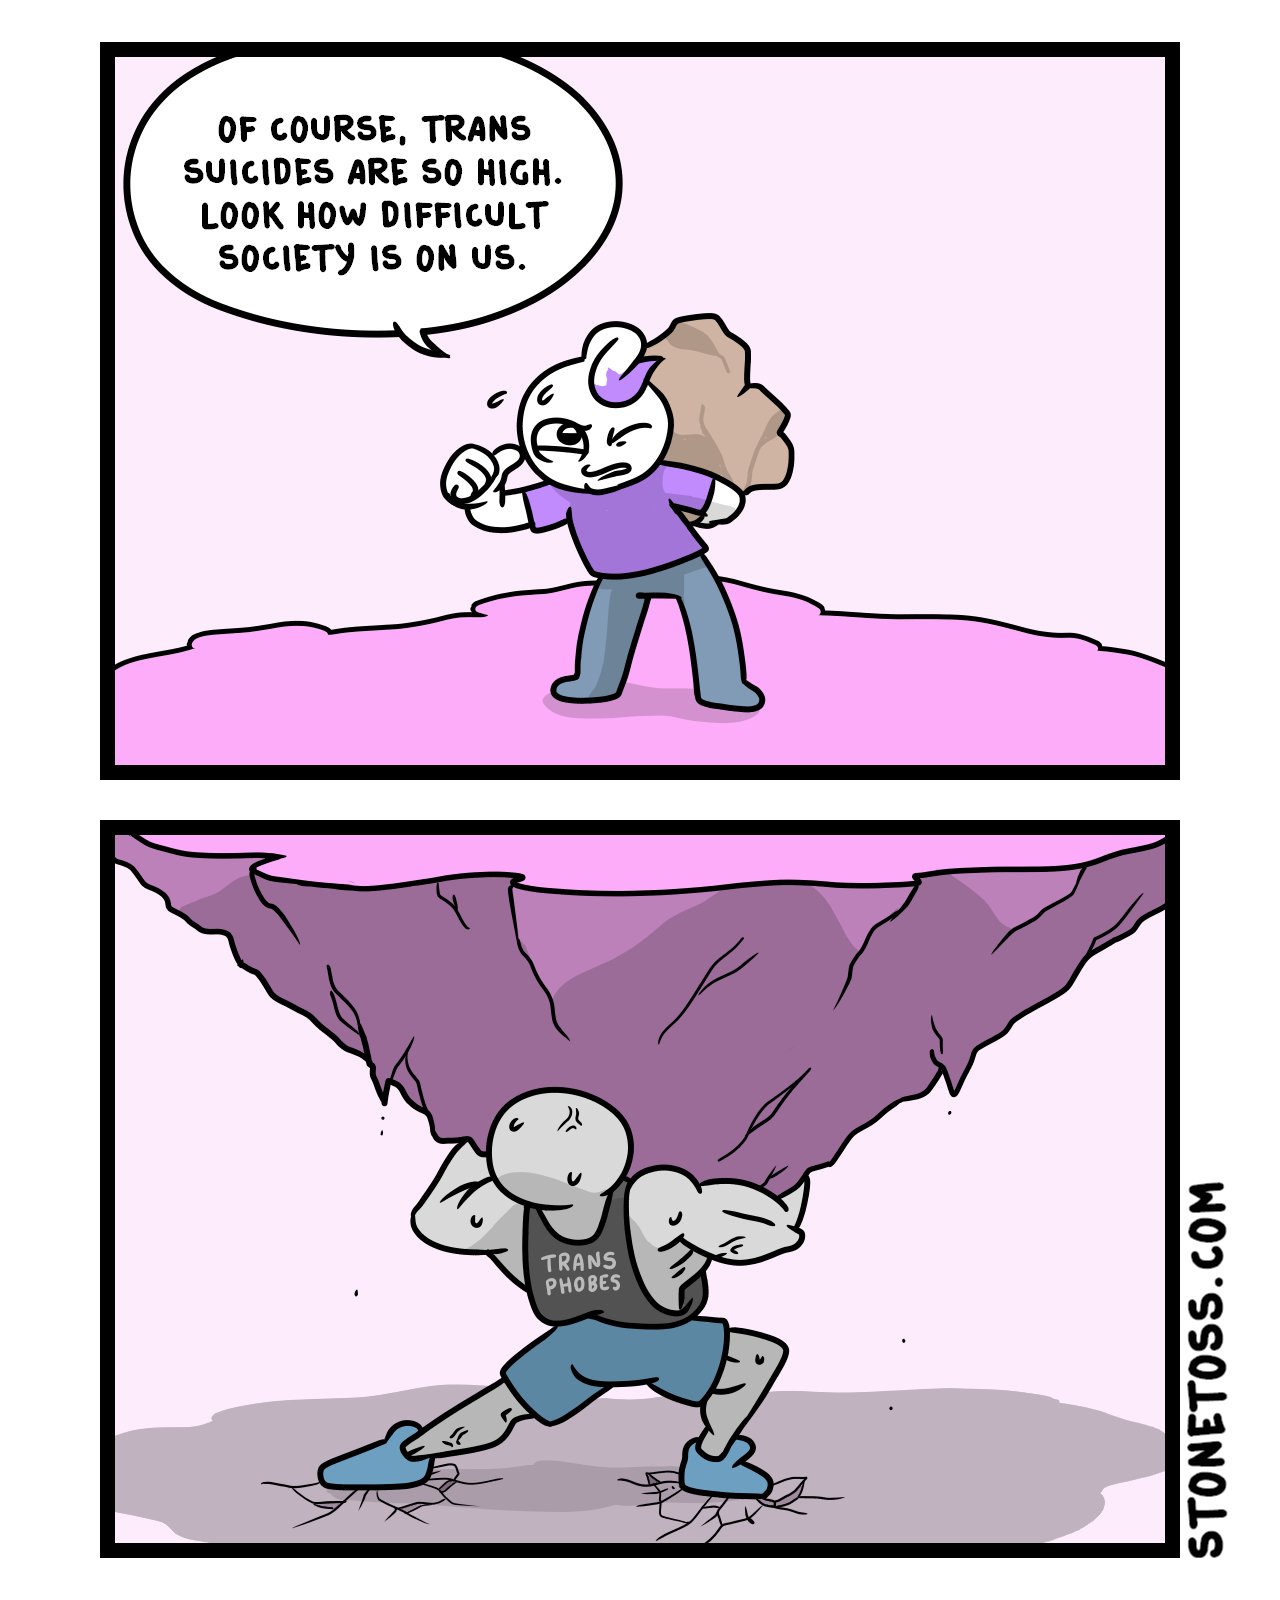 OF COURSE, TRANS
SUICIDES ARE SO HIGH.
LOOK HOW DIFFICULT
SOCIETY IS ON US.
TRANS
PHOBES
STONETOSS.COM